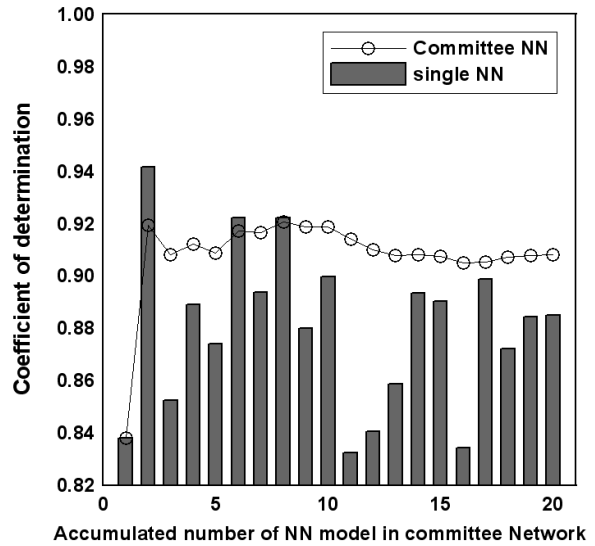 1.00
0.98
0.96
0.94
0.92
0.90
0.88
0.86
0.84
0.82
Coefficient of determination
Committee NN
single NN
0 5 10 15 20
Accumulated number of NN model in committee Network